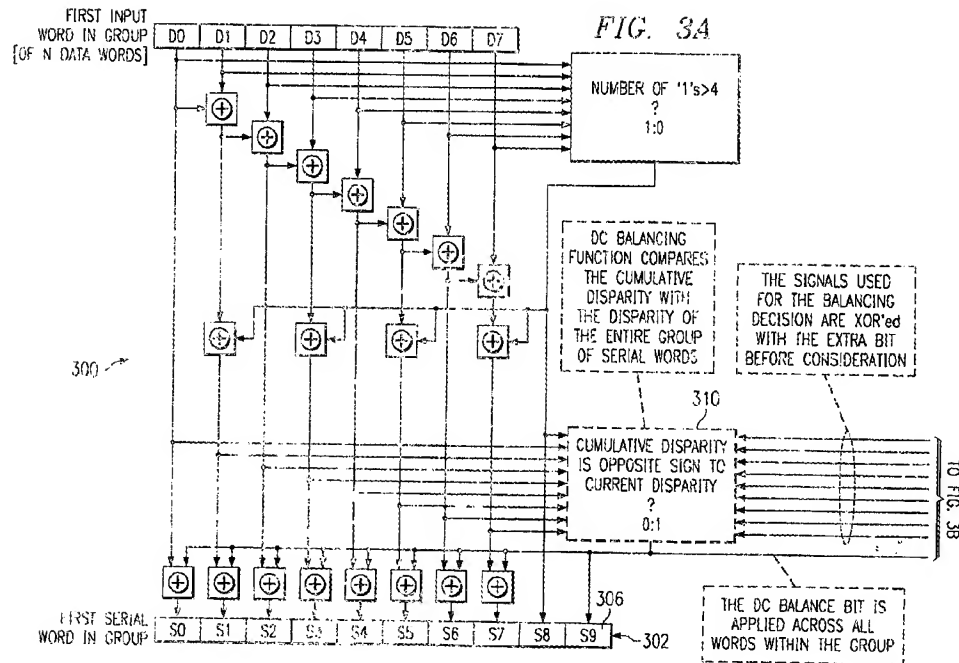 FIG. 3A
FIRST INPUT
WORD IN GROUP
[OF N DATA WORDS]
D0 D1 D2 D3 D4 D5 D6 D7
NUMBER OF '1's>4
?
1:0
DC BALANCING
FUNCTION COMPARES
THE CUMULATIVE
DISPARITY WITH
THE DISPARITY OF
THE ENTIRE GROUP
OF SERIAL WORDS
THE SIGNALS USED
FOR THE BALANCING
DECISION ARE XOR'ed
WITH THE EXTRA BIT
BEFORE CONSIDERATION
300
310
CUMULATIVE DISPARITY
IS OPPOSITE SIGN TO
CURRENT DISPARITY
?
0:1
TO FIG. 3B
306
FIRST SERIAL
WORD IN GROUP
S0 S1 S2 S3 S4 S5 S6 S7 S8 S9
302
THE DC BALANCE BIT IS
APPLIED ACROSS ALL
WORDS WITHIN THE GROUP